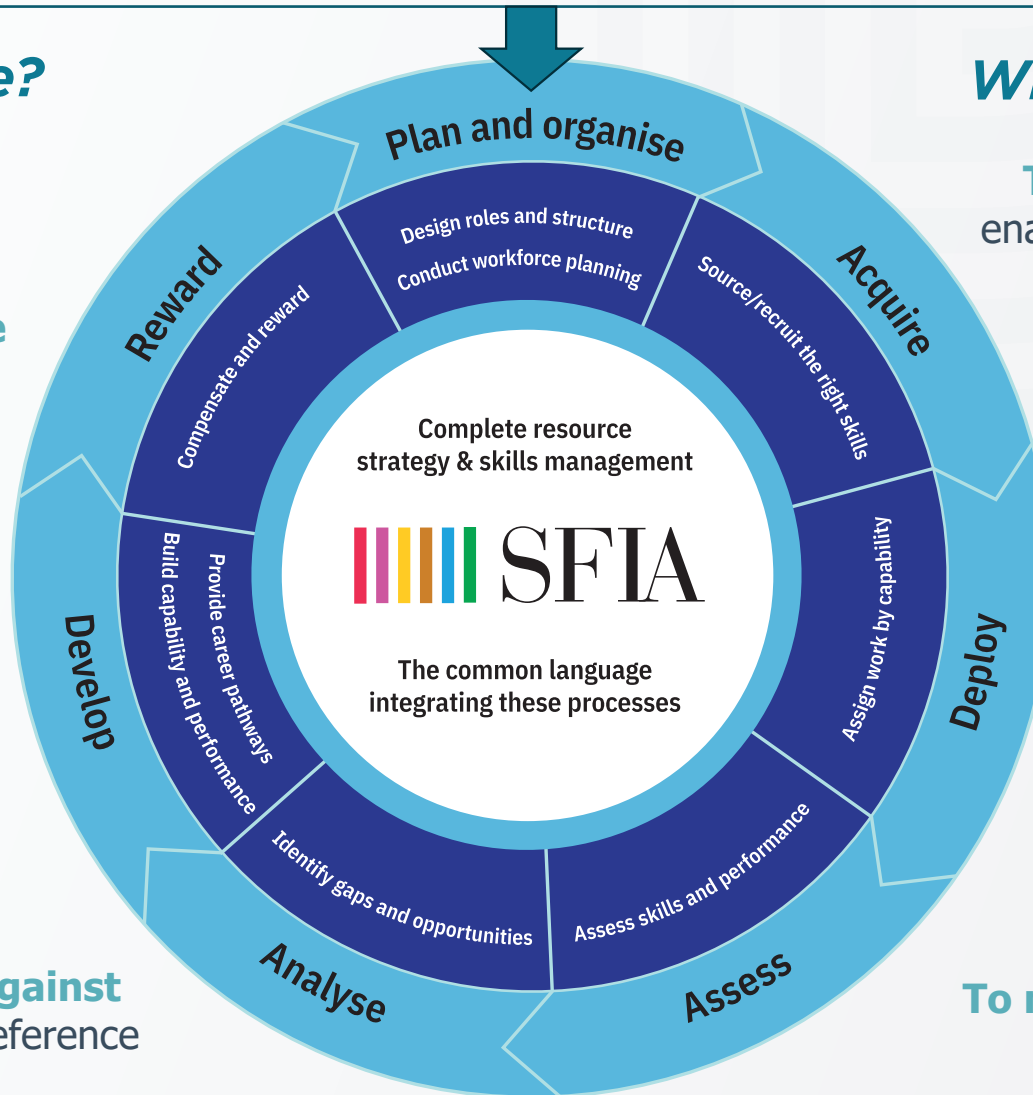 Plan and organise
Design roles and structure
Conduct workforce planning
Acquire
Source/recruit the right skills
Deploy
Assign work by capability
Assess
Assess skills and performance
Analyse
Identify gaps and opportunities
Develop
Build capability and performance
Provide career pathways
Reward
Compensate and reward
Complete resource
strategy & skills management
SFIA
The common language
integrating these processes
e?
e
gainst
eference
ena
To